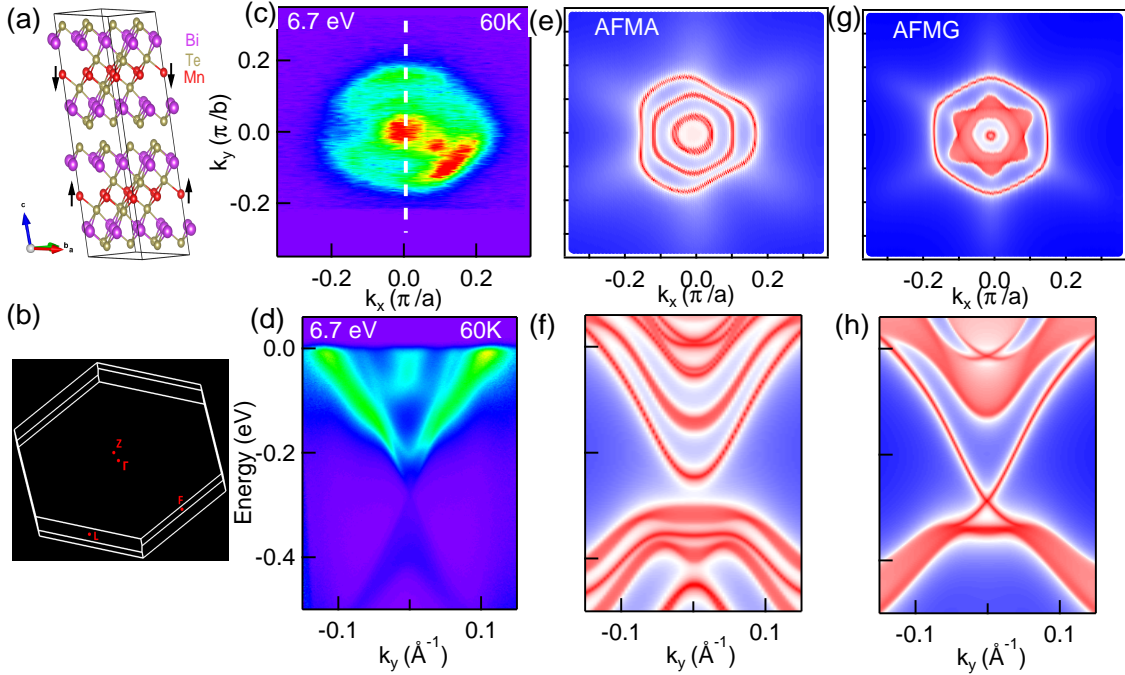 (a)
Bi
Te
Mn
c
b
a
(b)
Z
Γ
F
L
(c)
6.7 eV
60K
k_y (π/b)
0.2
0.0
-0.2
-0.2
0.0
0.2
k_x (π/a)
(d)
6.7 eV
60K
Energy (eV)
0.0
-0.2
-0.4
-0.1
0.1
k_y (Å⁻¹)
(e)
AFMA
-0.2
0.0
0.2
k_x (π/a)
(f)
-0.1
0.1
k_y (Å⁻¹)
(g)
AFMG
-0.2
0.0
0.2
k_x (π/a)
(h)
-0.1
0.1
k_y (Å⁻¹)